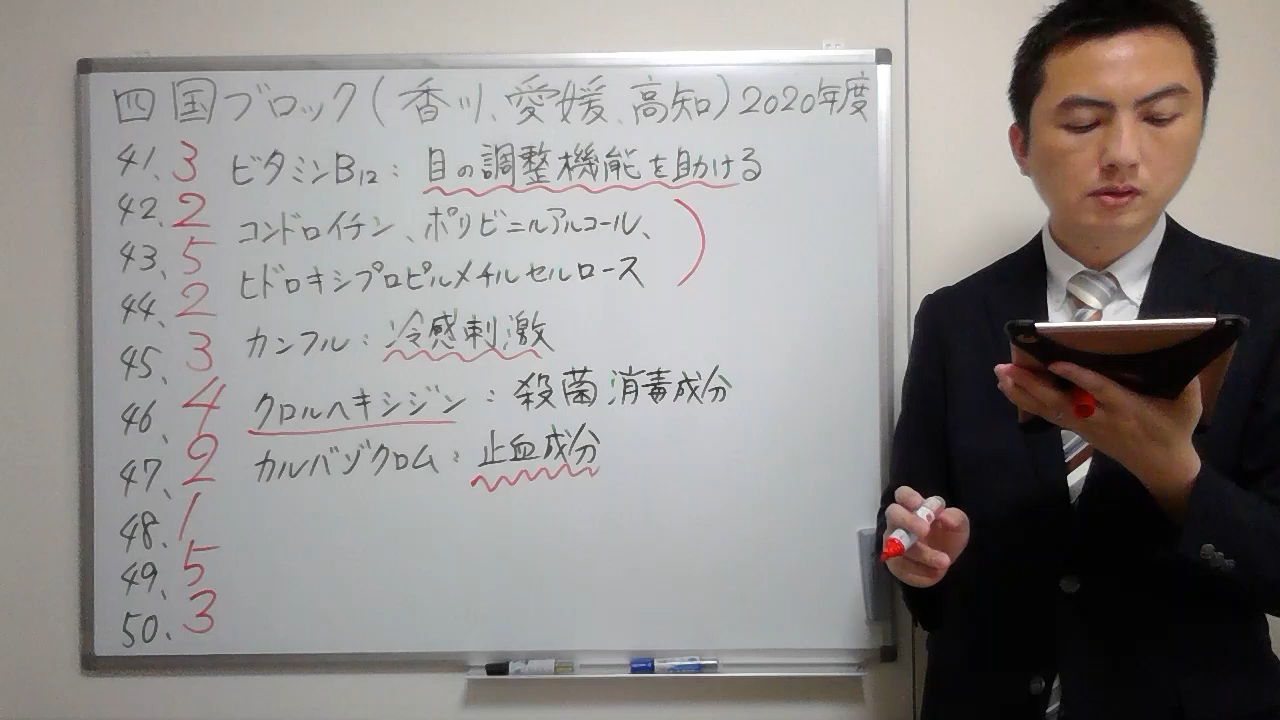 四国ブロック(香川、愛媛、高知)2020年度
41、3 ビタミンB12：目の調整機能を助ける
42、2 コンドロイチン、ポリビニルアルコール、
43、5 ヒドロキシプロピルメチルセルロース
44、2
45、3 カンフル：冷感刺激
46、4 クロルヘキシジン：殺菌消毒成分
47、2 カルバゾクロム：止血成分
48、1
49、5
50、3